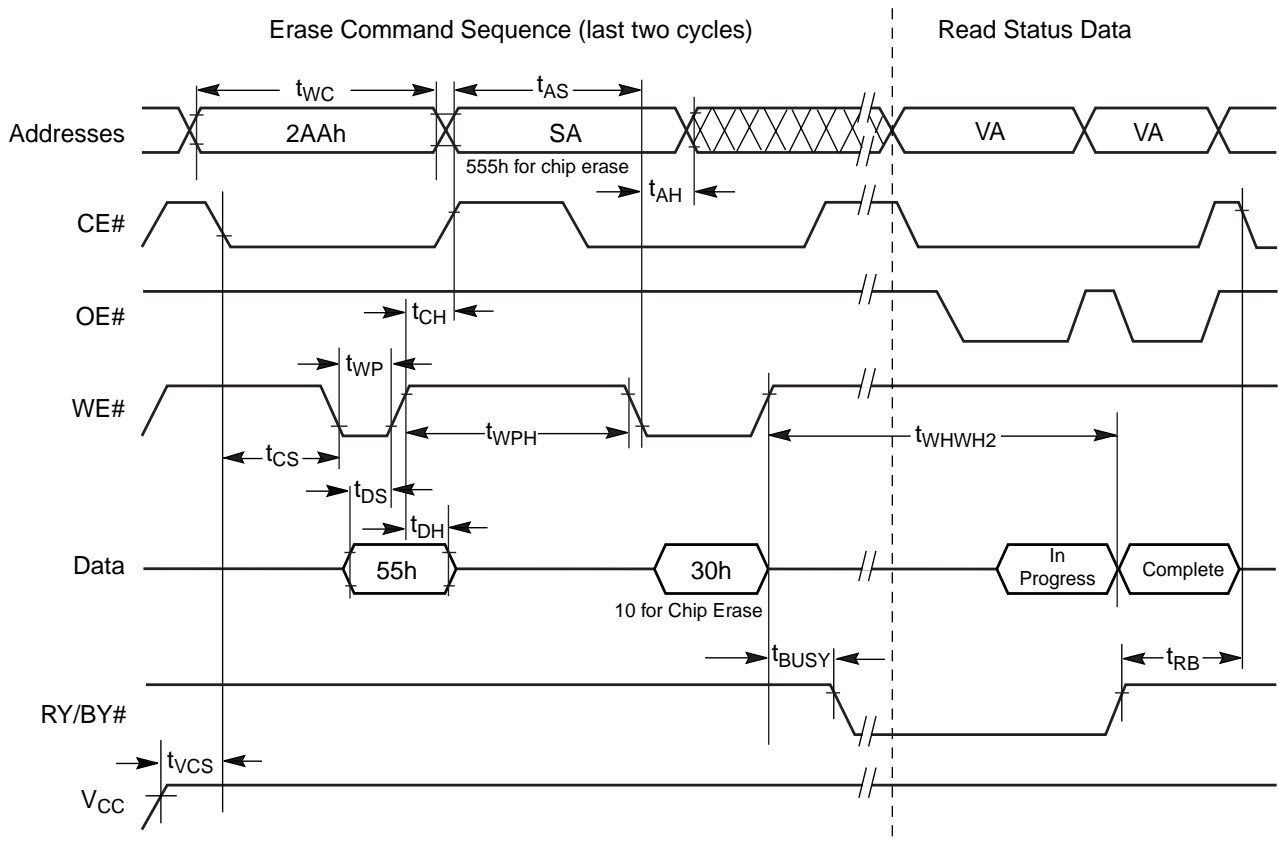 Erase Command Sequence (last two cycles)
Read Status Data
tWC
tAS
Addresses
2AAh
SA
VA
VA
555h for chip erase
tAH
CE#
OE#
tCH
tWP
WE#
tWPH
tWHWH2
tCS
tDS
tDH
Data
55h
30h
In
Progress
Complete
10 for Chip Erase
tBUSY
tRB
RY/BY#
tVCS
VCC